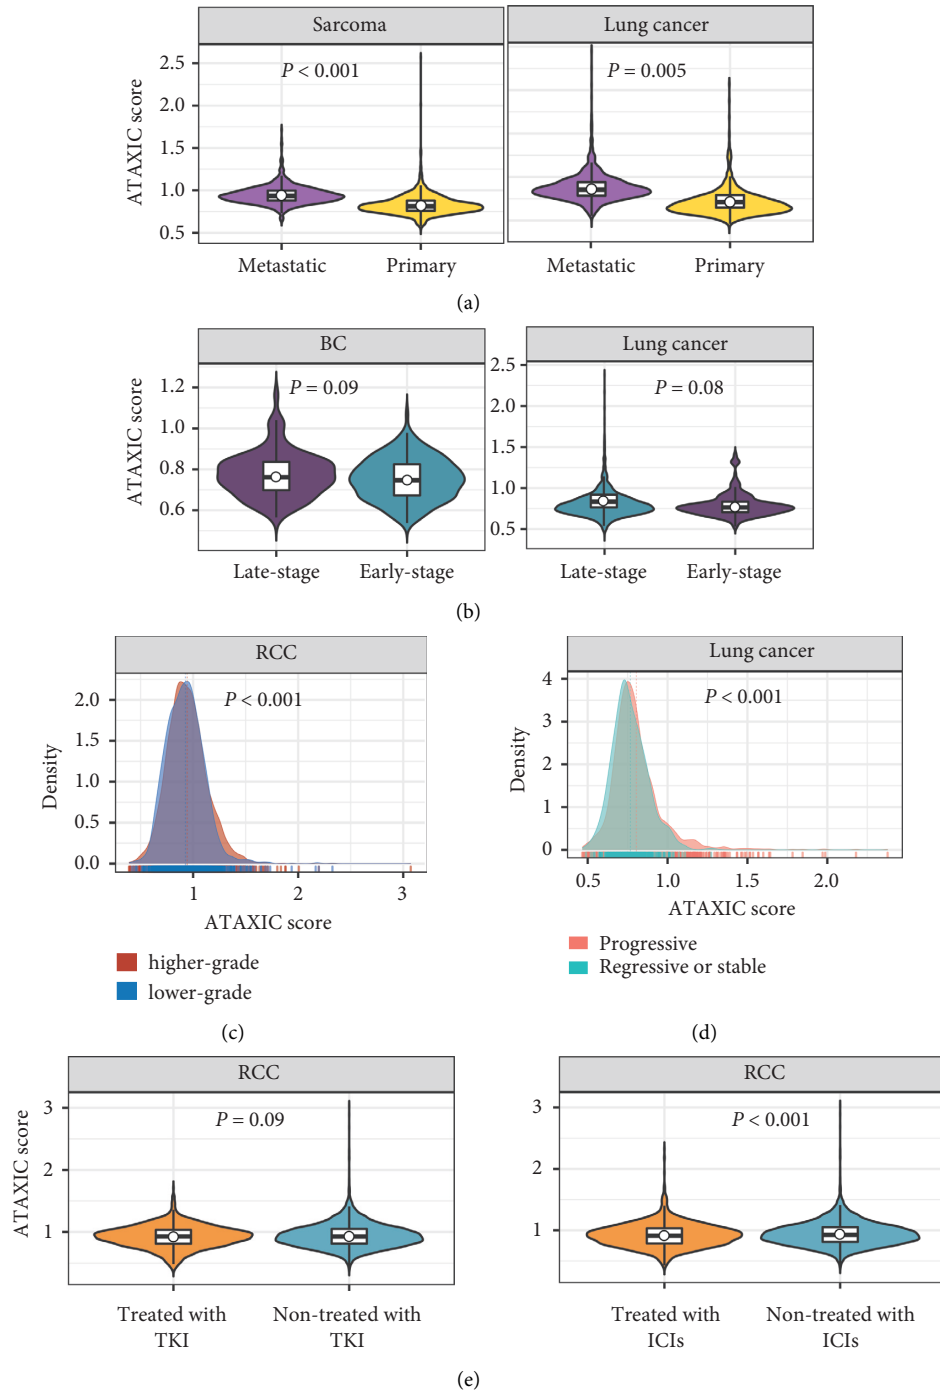 Sarcoma
Lung cancer
ATAXIC score
2.5
2.0
1.5
1.0
0.5
P < 0.001
P = 0.005
Metastatic
Primary
Metastatic
Primary
(a)
BC
Lung cancer
ATAXIC score
1.2
1.0
0.8
0.6
P = 0.09
2.5
2.0
1.5
1.0
0.5
P = 0.08
Late-stage
Early-stage
Late-stage
Early-stage
(b)
RCC
Density
2.0
1.5
1.0
0.5
0.0
P < 0.001
1
2
3
ATAXIC score
higher-grade
lower-grade
(c)
Lung cancer
Density
4
3
2
1
0
P < 0.001
0.5
1.0
1.5
2.0
ATAXIC score
Progressive
Regressive or stable
(d)
RCC
ATAXIC score
3
2
1
P = 0.09
Treated with
TKI
Non-treated with
TKI
RCC
3
2
1
P < 0.001
Treated with
ICIs
Non-treated with
ICIs
(e)